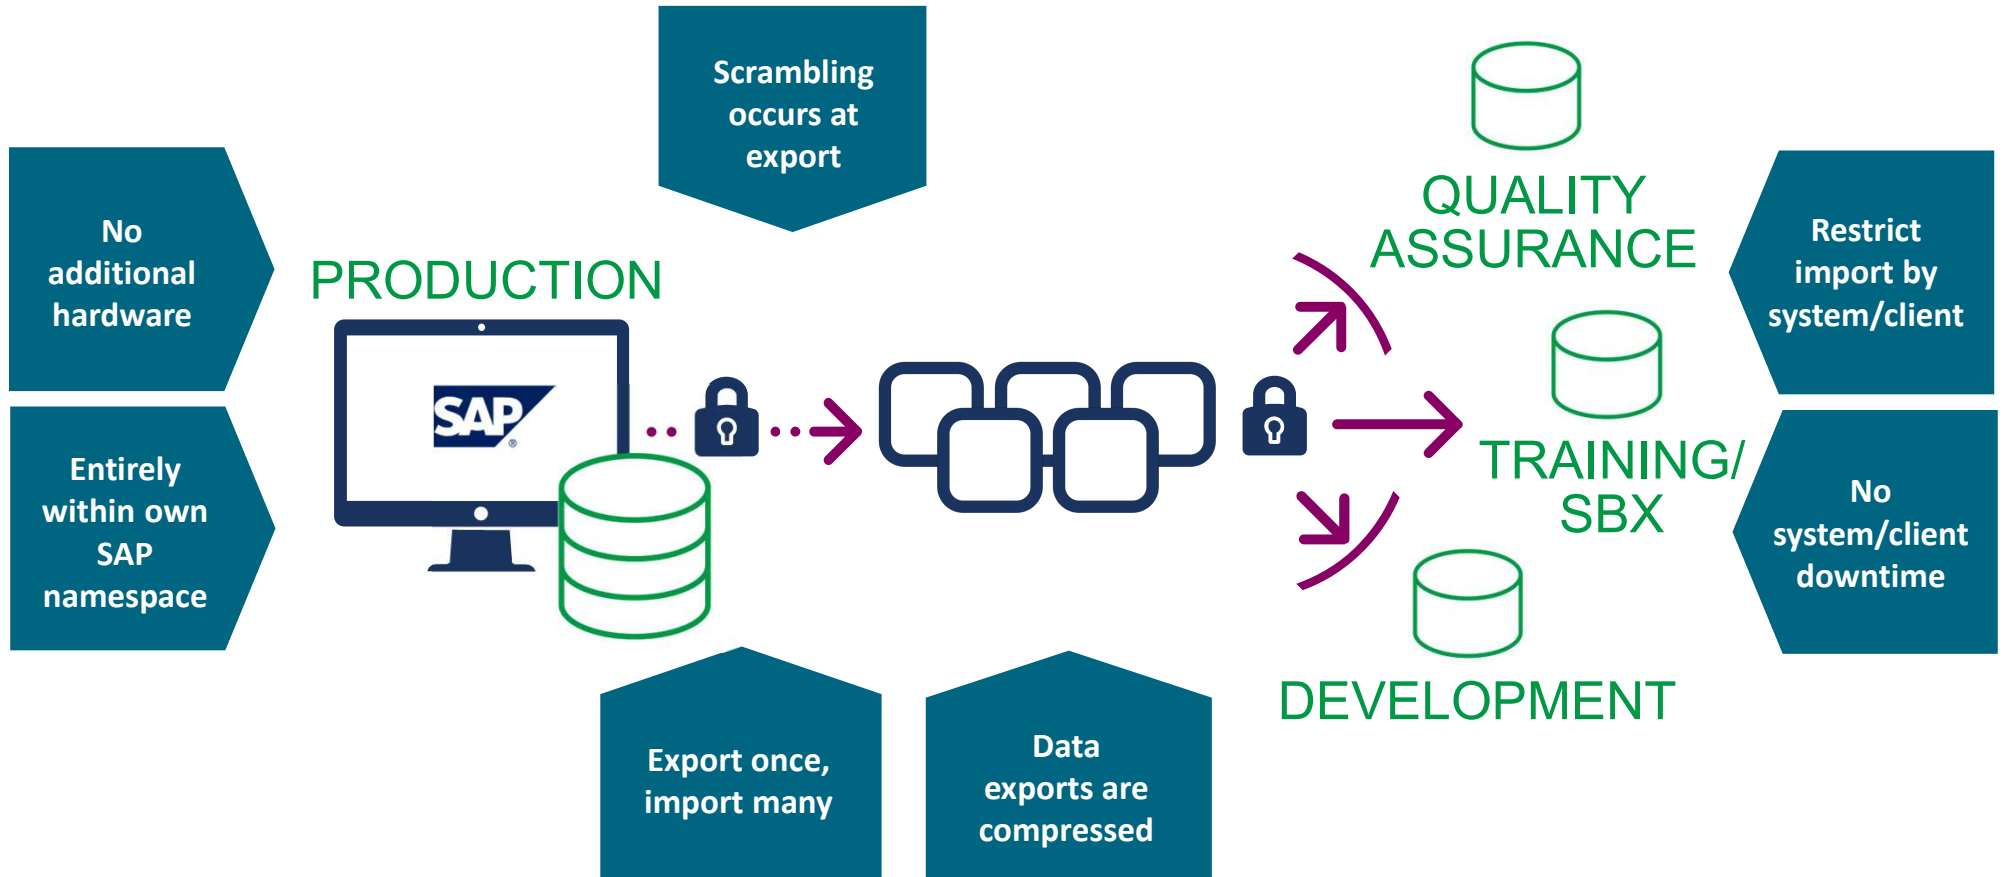 Scrambling
occurs at
export
No
additional
hardware
Entirely
within own
SAP
namespace
PRODUCTION
SAP
®
Export once,
import many
Data
exports are
compressed
QUALITY
ASSURANCE
TRAINING/
SBX
DEVELOPMENT
Restrict
import by
system/client
No
system/client
downtime